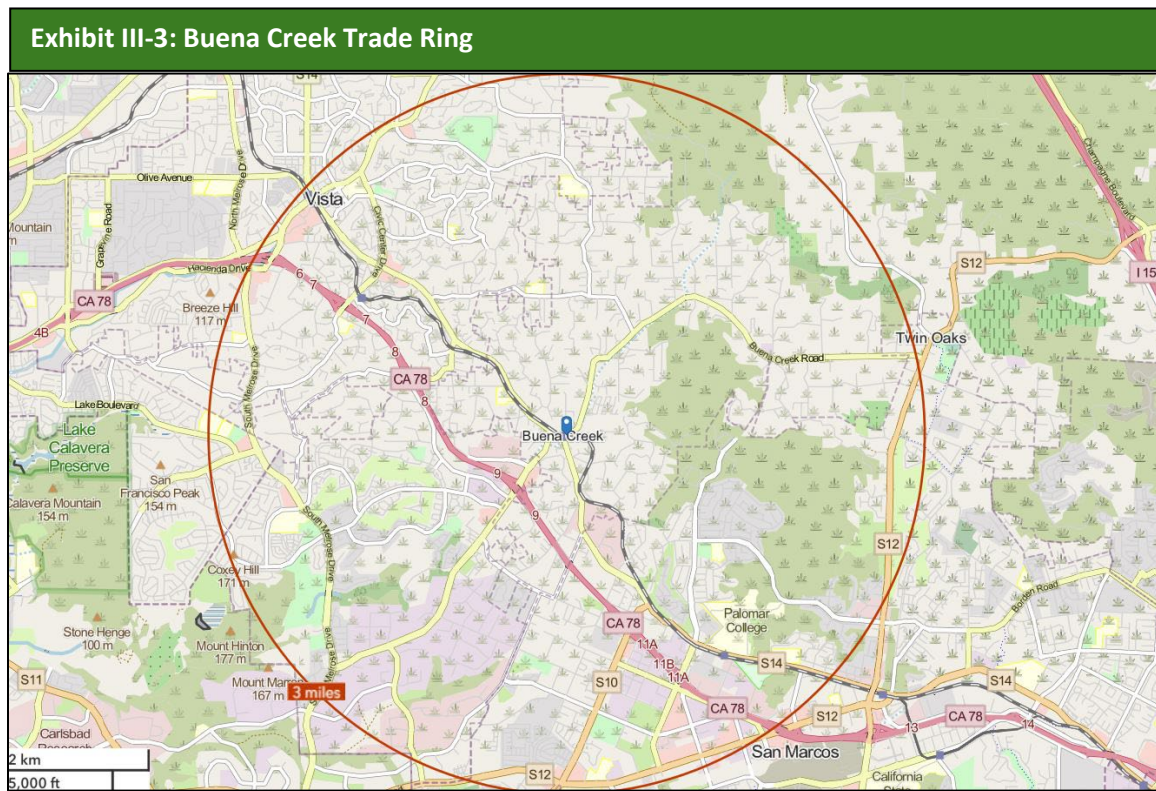 Exhibit III-3: Buena Creek Trade Ring
S14
Olive Avenue
North Melrose Drive
Vista
Grapevine Road
Civic Center Drive
Champagne Boulevard
Mountain
Hacienda Drive
S12
I 15
CA 78
6
7
Breeze Hill
117 m
4B
7
8
Twin Oaks
Buena Creek Road
CA 78
8
South Melrose Drive
Lake Boulevard
Buena Creek
Lake
Calavera
Preserve
9
San
Francisco Peak
154 m
Calavera Mountain
154 m
9
South Melrose Drive
S12
Coxey Hill
171 m
Borden Road
Stone Henge
100 m
Mount Hinton
177 m
Palomar
College
CA 78
11A
11B
11A
S14
S11
Mount Marron
167 m
3 miles
Melrose Drive
S10
S14
CA 78
S12
CA 78
13
14
Carlsbad
San Marcos
2 km
5,000 ft
S12
California